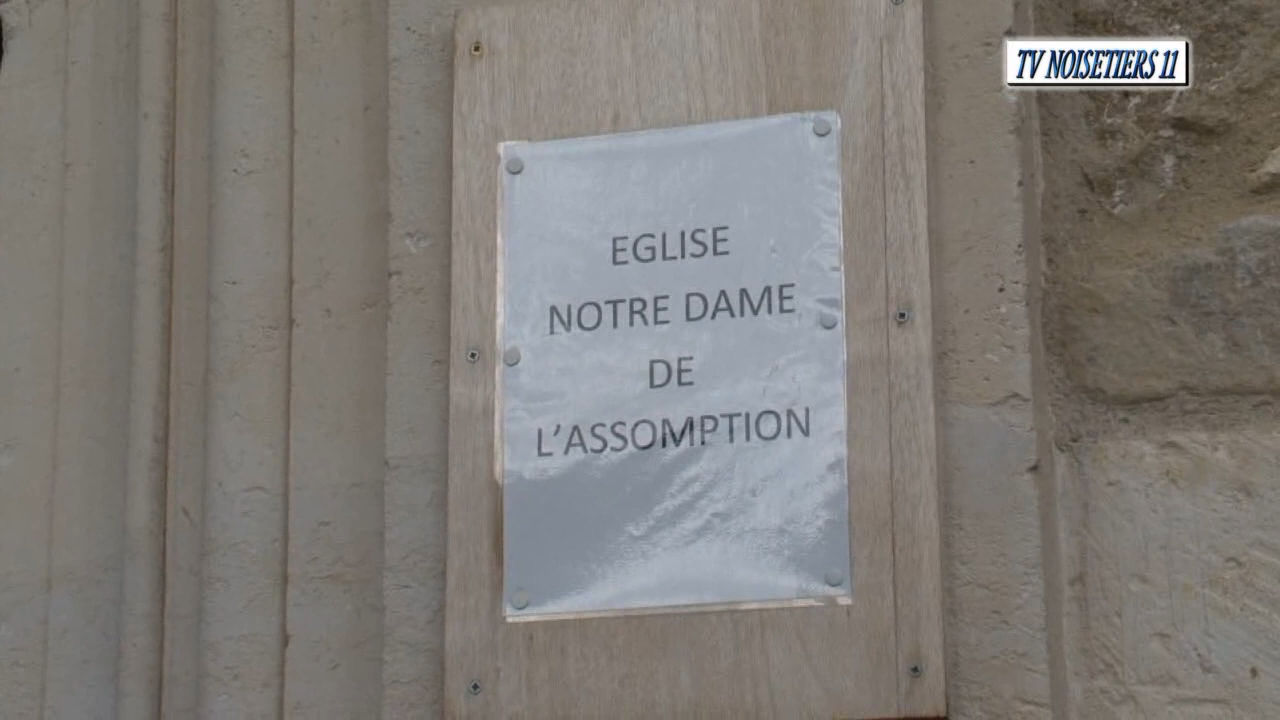 TV NOISETIERS 11
EGLISE
NOTRE DAME
DE
L'ASSOMPTION